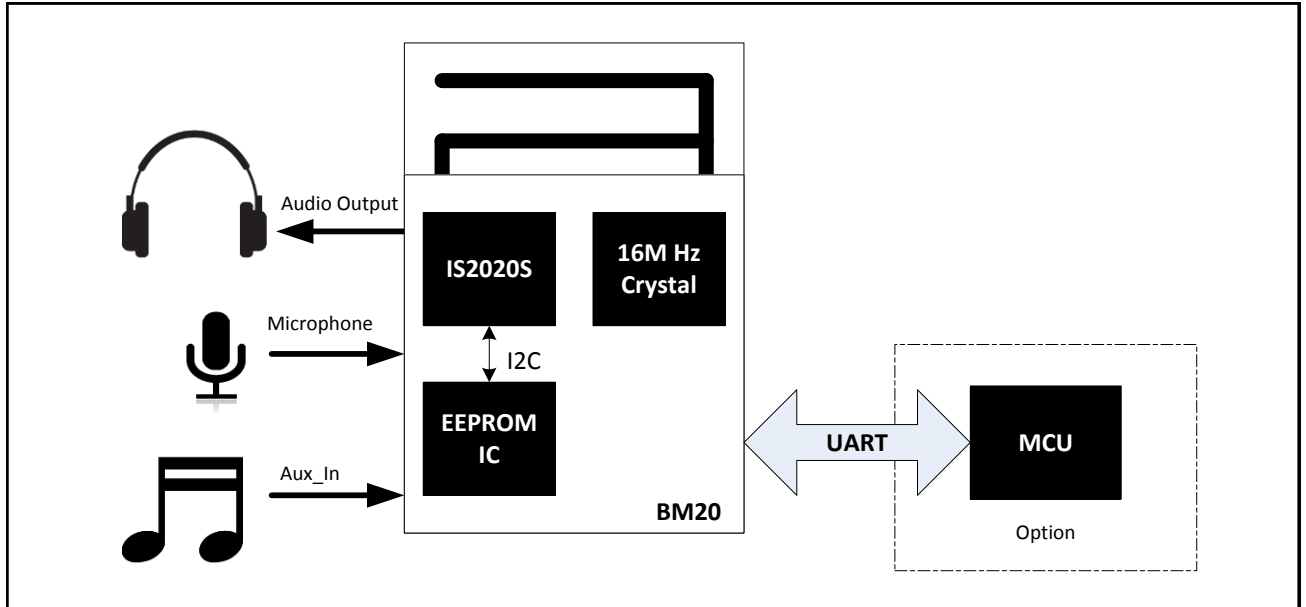 Audio Output
Microphone
Aux_In
IS2020S
16M Hz
Crystal
I2C
EEPROM
IC
BM20
UART
MCU
Option